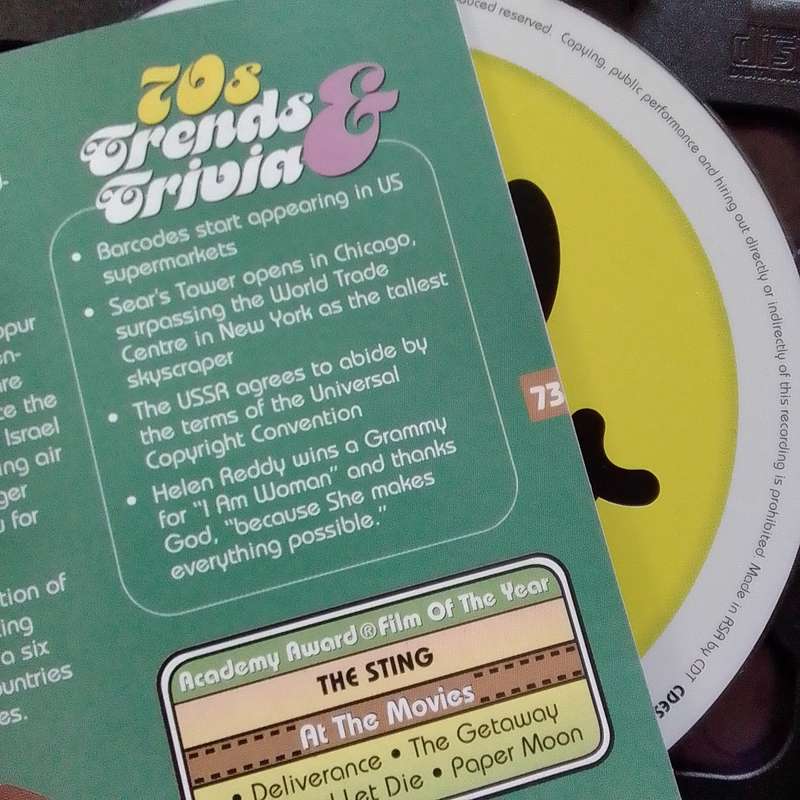 70s
Trends &
Trivia
• Barcodes start appearing in US
supermarkets
• Sear's Tower opens in Chicago,
surpassing the World Trade
Centre in New York as the tallest
skyscraper
• The USSR agrees to abide by
the terms of the Universal
Copyright Convention
• Helen Reddy wins a Grammy
for "I Am Woman" and thanks
God, "because She makes
everything possible."
73
Academy Award® Film Of The Year
THE STING
At The Movies
• Deliverance • The Getaway
Let Die • Paper Moon
the
Israel
air
for
of
a six
reserved. Copying, public performance and hiring out directly or indirectly of this recording is prohibited. Made in RSA by CDT